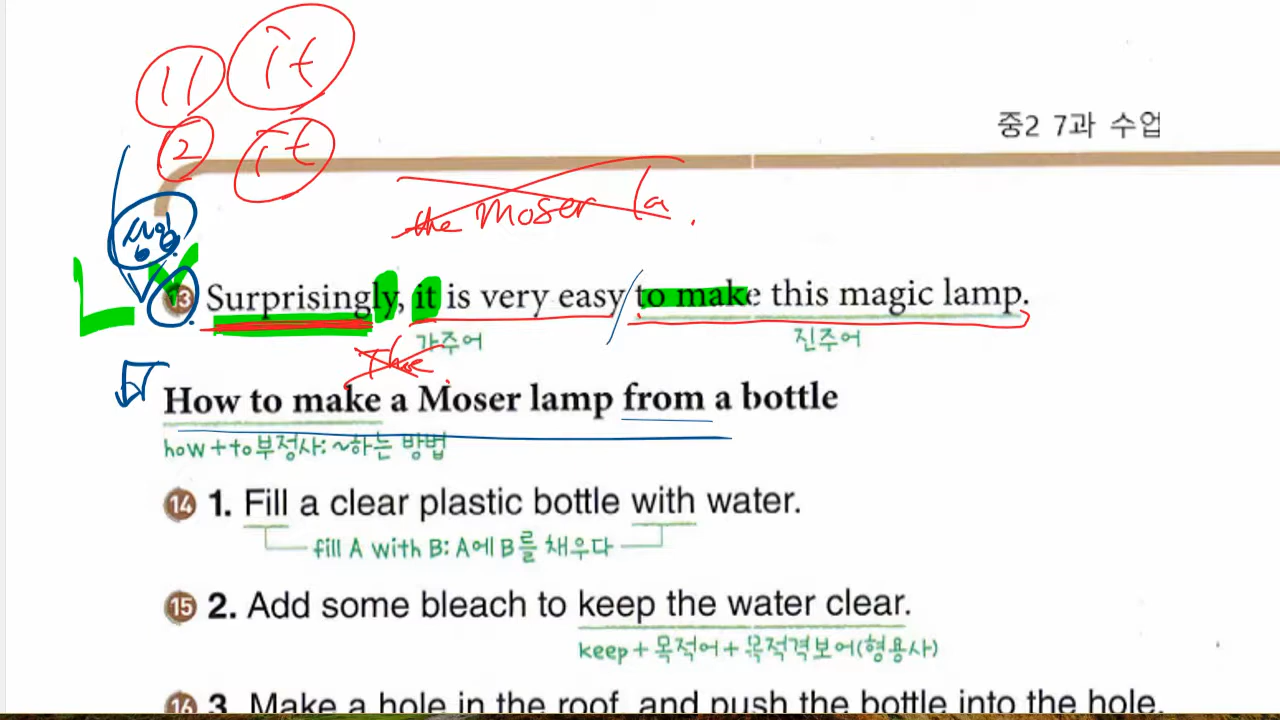 11 it
2 it
중2 7과 수업
the Moser la.
삽입
13 Surprisingly, it is very easy to make this magic lamp.
가주어 진주어
How to make a Moser lamp from a bottle
how+to부정사: ~하는 방법
14 1. Fill a clear plastic bottle with water.
fill A with B: A에 B를 채우다
15 2. Add some bleach to keep the water clear.
keep+목적어+목적격보어(형용사)
16 3. Make a hole in the roof, and push the bottle into the hole.